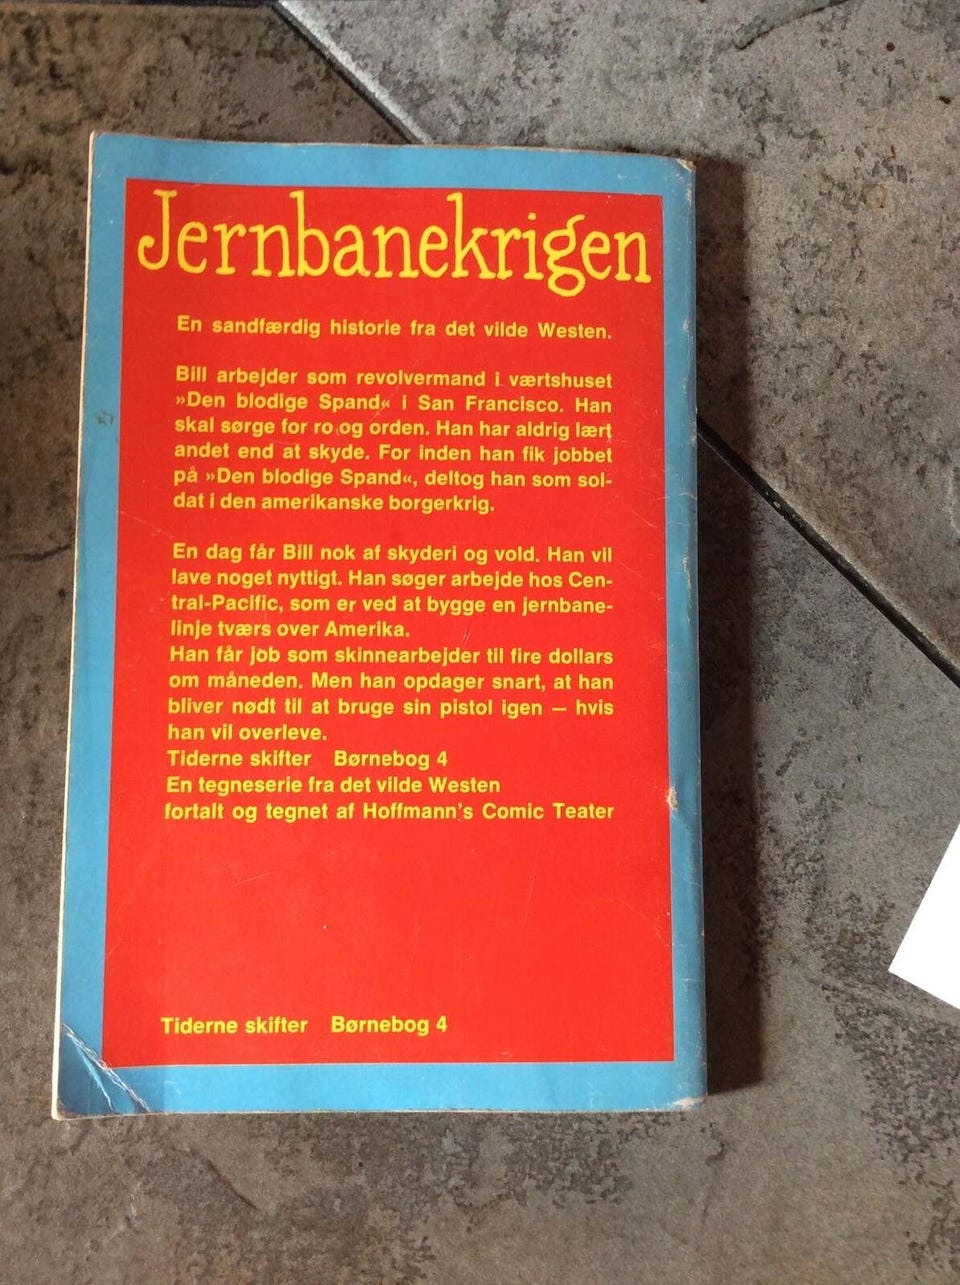 Jernbanekrigen
En sandfærdig historie fra det vilde Westen.
Bill arbejder som revolvermand i værtshuset
»Den blodige Spand« i San Francisco. Han
skal sørge for ro og orden. Han har aldrig lært
andet end at skyde. For inden han fik jobbet
på »Den blodige Spand«, deltog han som sol-
dat i den amerikanske borgerkrig.
En dag får Bill nok af skyderi og vold. Han vil
lave noget nyttigt. Han søger arbejde hos Cen-
tral-Pacific, som er ved at bygge en jernbane-
linje tværs over Amerika.
Han får job som skinnearbejder til fire dollars
om måneden. Men han opdager snart, at han
bliver nødt til at bruge sin pistol igen — hvis
han vil overleve.
Tiderne skifter Børnebog 4
En tegneserie fra det vilde Westen
fortalt og tegnet af Hoffmann's Comic Teater
Tiderne skifter Børnebog 4